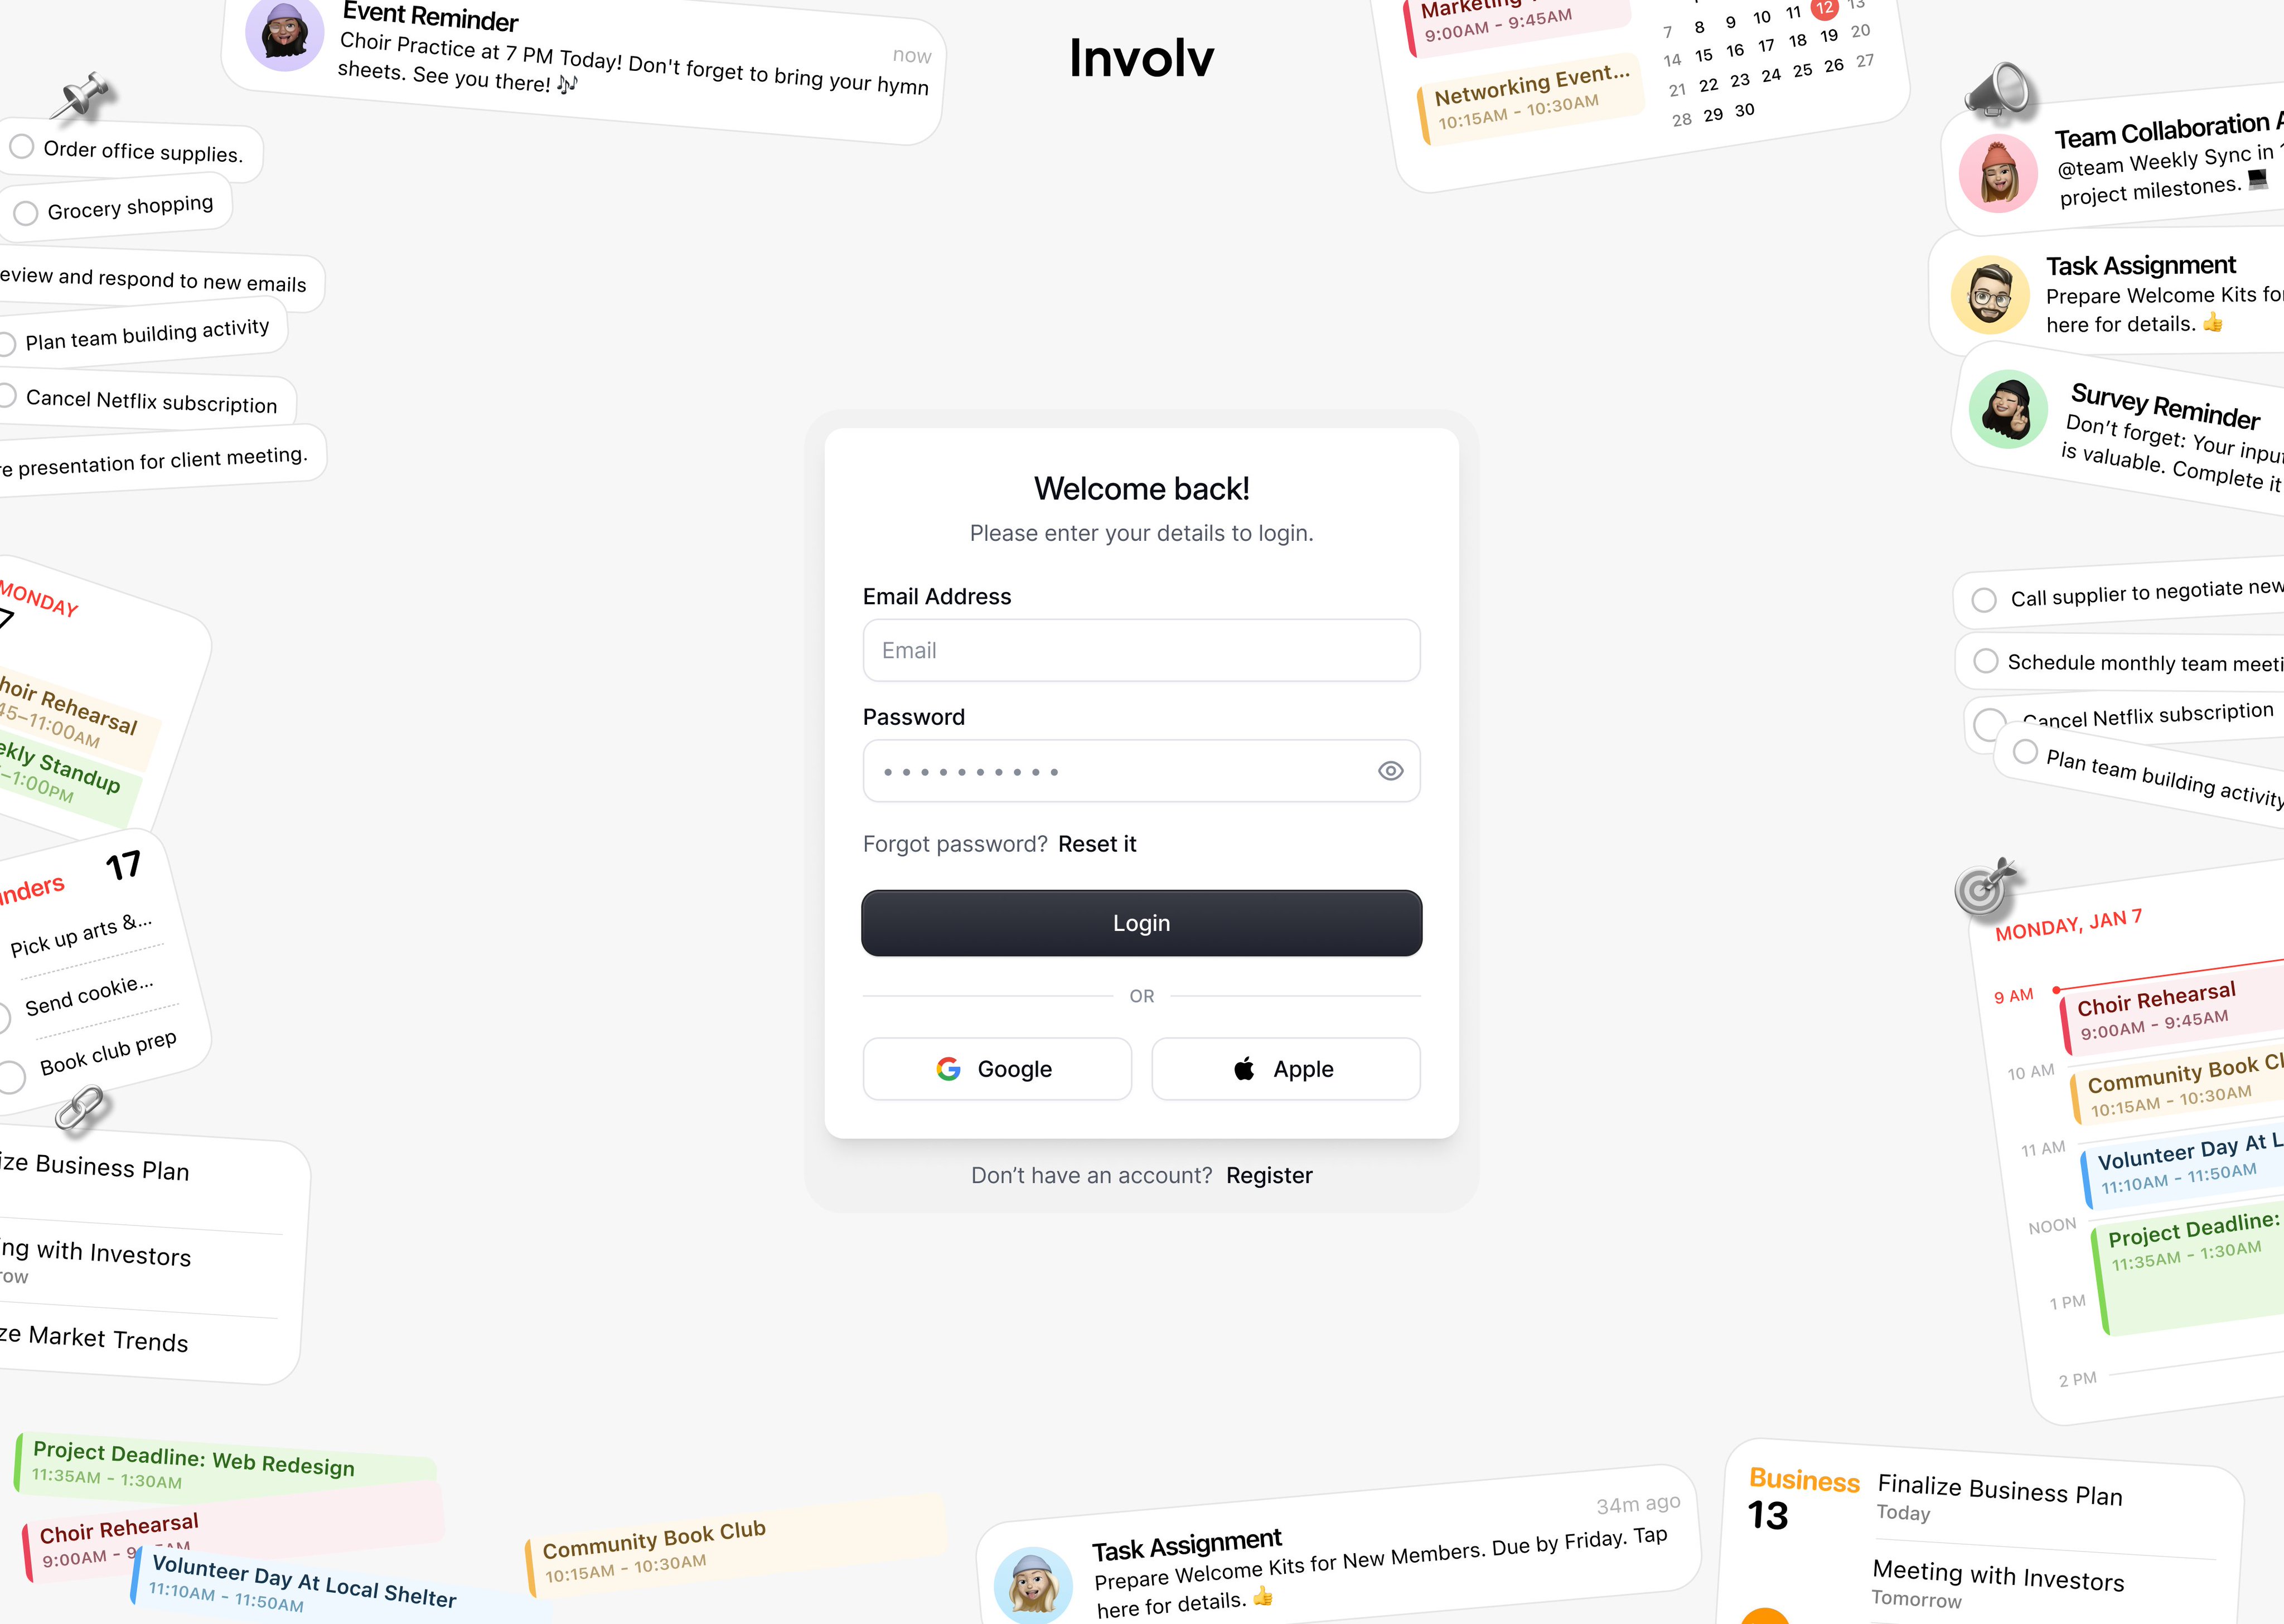 Event Reminder
now
Choir Practice at 7 PM Today! Don't forget to bring your hymn
sheets. See you there! 🎶
Involv
Marketing
9:00AM - 9:45AM
Networking Event...
10:15AM - 10:30AM
7 8 9 10 11 12 13
14 15 16 17 18 19 20
21 22 23 24 25 26 27
28 29 30
Order office supplies.
Grocery shopping
eview and respond to new emails
Plan team building activity
Cancel Netflix subscription
re presentation for client meeting.
Team Collaboration A
@team Weekly Sync in
project milestones. 💻
Task Assignment
Prepare Welcome Kits for
here for details. 👍
Survey Reminder
Don’t forget: Your input
is valuable. Complete it
Welcome back!
Please enter your details to login.
Email Address
Email
Password
Forgot password? Reset it
Login
OR
Google
Apple
Don’t have an account? Register
MONDAY
7
hoir Rehearsal
45–11:00AM
ekly Standup
–1:00PM
nders
17
Pick up arts &...
Send cookie...
Book club prep
ize Business Plan
ng with Investors
row
ze Market Trends
Call supplier to negotiate new
Schedule monthly team meeti
Cancel Netflix subscription
Plan team building activity
MONDAY, JAN 7
9 AM
Choir Rehearsal
9:00AM - 9:45AM
10 AM
Community Book Cl
10:15AM - 10:30AM
11 AM
Volunteer Day At L
11:10AM - 11:50AM
NOON
Project Deadline:
11:35AM - 1:30AM
1 PM
2 PM
Project Deadline: Web Redesign
11:35AM - 1:30AM
Choir Rehearsal
9:00AM - 9:45AM
Volunteer Day At Local Shelter
11:10AM - 11:50AM
Community Book Club
10:15AM - 10:30AM
34m ago
Task Assignment
Prepare Welcome Kits for New Members. Due by Friday. Tap
here for details. 👍
Business
13
Finalize Business Plan
Today
Meeting with Investors
Tomorrow